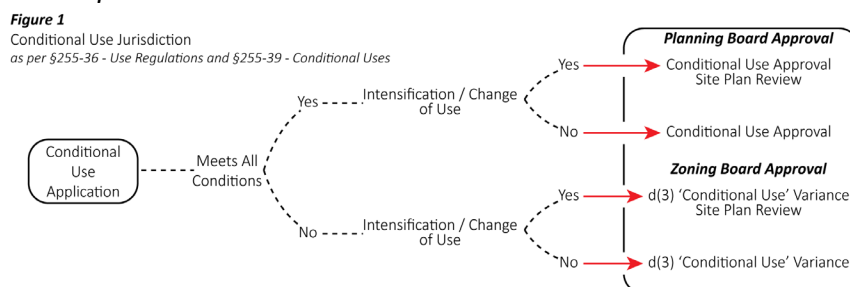 Figure 1
Conditional Use Jurisdiction
as per §255-36 - Use Regulations and §255-39 - Conditional Uses
Conditional
Use
Application
Meets All
Conditions
Yes
Intensification / Change
of Use
No
Intensification / Change
of Use
Yes
No
Yes
No
Planning Board Approval
Conditional Use Approval
Site Plan Review
Conditional Use Approval
Zoning Board Approval
d(3) 'Conditional Use' Variance
Site Plan Review
d(3) 'Conditional Use' Variance